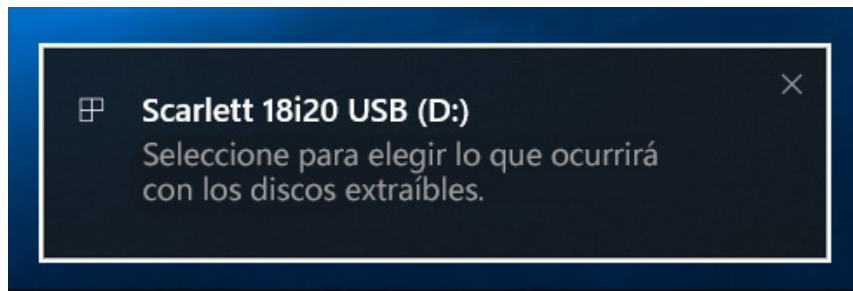 Scarlett 18i20 USB (D:)
Seleccione para elegir lo que ocurrirá
con los discos extraíbles.